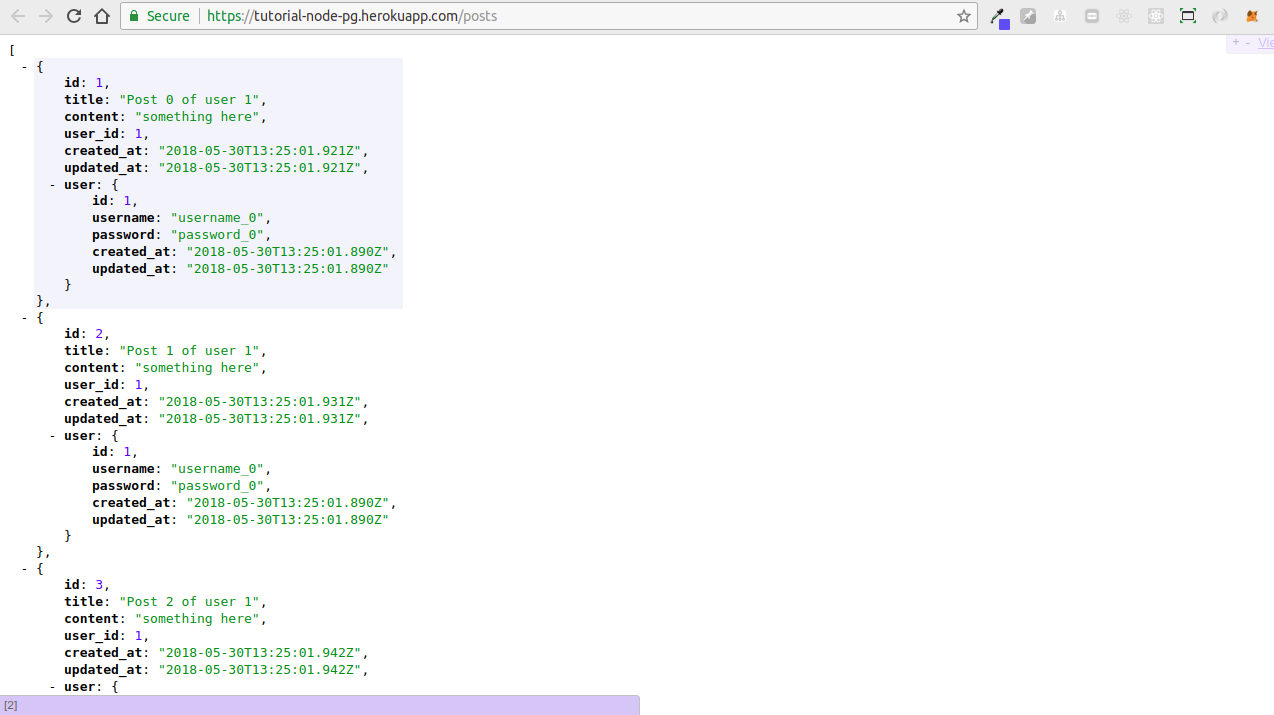 Secure https://tutorial-node-pg.herokuapp.com/posts
+ - Vie
[
- {
id: 1,
title: "Post 0 of user 1",
content: "something here",
user_id: 1,
created_at: "2018-05-30T13:25:01.921Z",
updated_at: "2018-05-30T13:25:01.921Z",
- user: {
id: 1,
username: "username_0",
password: "password_0",
created_at: "2018-05-30T13:25:01.890Z",
updated_at: "2018-05-30T13:25:01.890Z"
}
},
- {
id: 2,
title: "Post 1 of user 1",
content: "something here",
user_id: 1,
created_at: "2018-05-30T13:25:01.931Z",
updated_at: "2018-05-30T13:25:01.931Z",
- user: {
id: 1,
username: "username_0",
password: "password_0",
created_at: "2018-05-30T13:25:01.890Z",
updated_at: "2018-05-30T13:25:01.890Z"
}
},
- {
id: 3,
title: "Post 2 of user 1",
content: "something here",
user_id: 1,
created_at: "2018-05-30T13:25:01.942Z",
updated_at: "2018-05-30T13:25:01.942Z",
- user: {
[2]